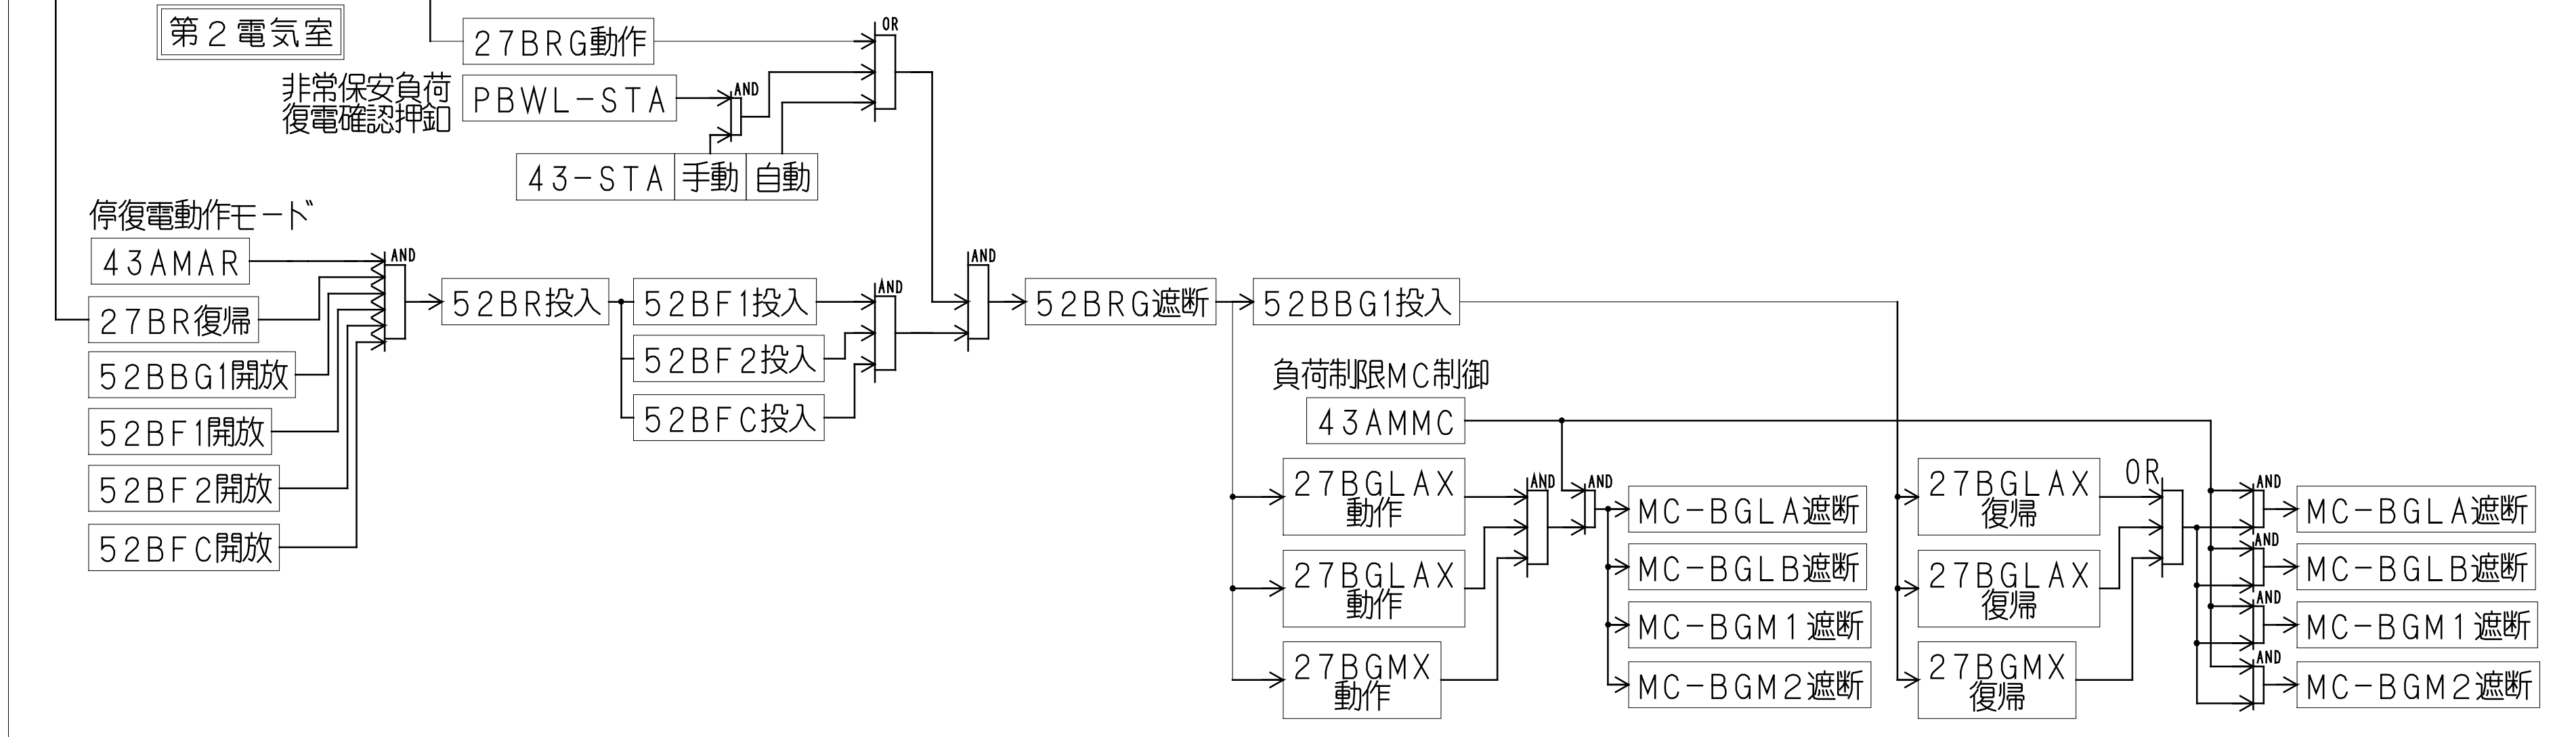 第２電気室
OR
２７ＢＲＧ動作
非常保安負荷
復電確認押釦
ＰＢＷＬ－ＳＴＡ
AND
４３－ＳＴＡ 手動 自動
停復電動作モード
４３ＡＭＡＲ
AND
２７ＢＲ復帰
５２ＢＢＧ１開放
５２ＢＦ１開放
５２ＢＦ２開放
５２ＢＦＣ開放
５２ＢＲ投入
５２ＢＦ１投入
５２ＢＦ２投入
５２ＢＦＣ投入
AND
AND
５２ＢＲＧ遮断
５２ＢＢＧ１投入
負荷制限ＭＣ制御
４３ＡＭＭＣ
２７ＢＧＬＡＸ
動作
２７ＢＧＬＡＸ
動作
２７ＢＧＭＸ
動作
AND
AND
ＭＣ－ＢＧＬＡ遮断
ＭＣ－ＢＧＬＢ遮断
ＭＣ－ＢＧＭ１遮断
ＭＣ－ＢＧＭ２遮断
２７ＢＧＬＡＸ
復帰
２７ＢＧＬＡＸ
復帰
２７ＢＧＭＸ
復帰
ＯＲ
AND
ＭＣ－ＢＧＬＡ遮断
AND
ＭＣ－ＢＧＬＢ遮断
AND
ＭＣ－ＢＧＭ１遮断
AND
ＭＣ－ＢＧＭ２遮断